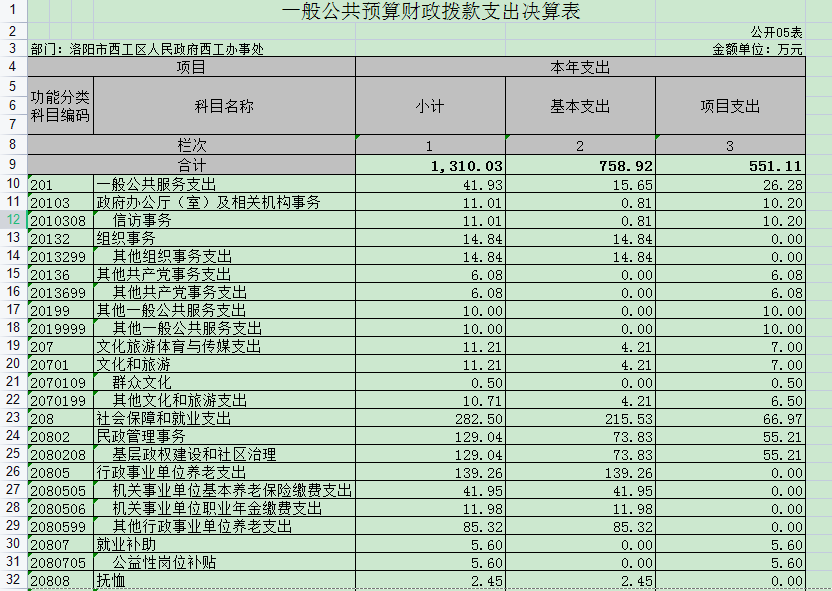 1 一般公共预算财政拨款支出决算表
2 公开05表
3 部门：洛阳市西工区人民政府西工办事处 金额单位：万元
4 项目 本年支出
5
6 功能分类科目编码 科目名称 小计 基本支出 项目支出
7
8 栏次 1 2 3
9 合计 1,310.03 758.92 551.11
10 201 一般公共服务支出 41.93 15.65 26.28
11 20103 政府办公厅（室）及相关机构事务 11.01 0.81 10.20
12 2010308 信访事务 11.01 0.81 10.20
13 20132 组织事务 14.84 14.84 0.00
14 2013299 其他组织事务支出 14.84 14.84 0.00
15 20136 其他共产党事务支出 6.08 0.00 6.08
16 2013699 其他共产党事务支出 6.08 0.00 6.08
17 20199 其他一般公共服务支出 10.00 0.00 10.00
18 2019999 其他一般公共服务支出 10.00 0.00 10.00
19 207 文化旅游体育与传媒支出 11.21 4.21 7.00
20 20701 文化和旅游 11.21 4.21 7.00
21 2070109 群众文化 0.50 0.00 0.50
22 2070199 其他文化和旅游支出 10.71 4.21 6.50
23 208 社会保障和就业支出 282.50 215.53 66.97
24 20802 民政管理事务 129.04 73.83 55.21
25 2080208 基层政权建设和社区治理 129.04 73.83 55.21
26 20805 行政事业单位养老支出 139.26 139.26 0.00
27 2080505 机关事业单位基本养老保险缴费支出 41.95 41.95 0.00
28 2080506 机关事业单位职业年金缴费支出 11.98 11.98 0.00
29 2080599 其他行政事业单位养老支出 85.32 85.32 0.00
30 20807 就业补助 5.60 0.00 5.60
31 2080705 公益性岗位补贴 5.60 0.00 5.60
32 20808 抚恤 2.45 2.45 0.00